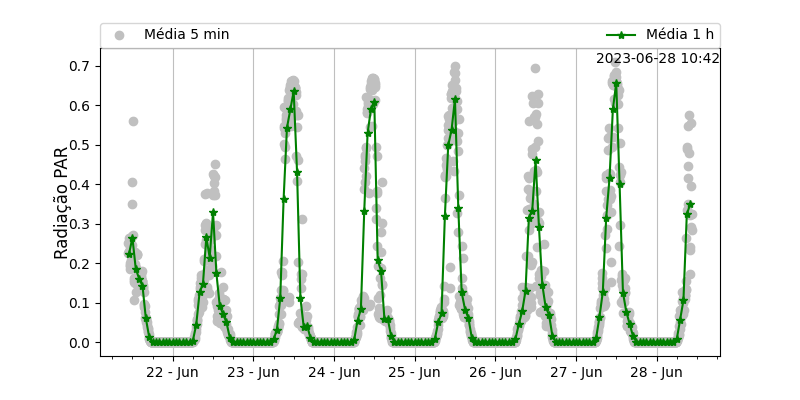 Média 5 min
Média 1 h
2023-06-28 10:42
Radiação PAR
0.7
0.6
0.5
0.4
0.3
0.2
0.1
0.0
22 - Jun
23 - Jun
24 - Jun
25 - Jun
26 - Jun
27 - Jun
28 - Jun